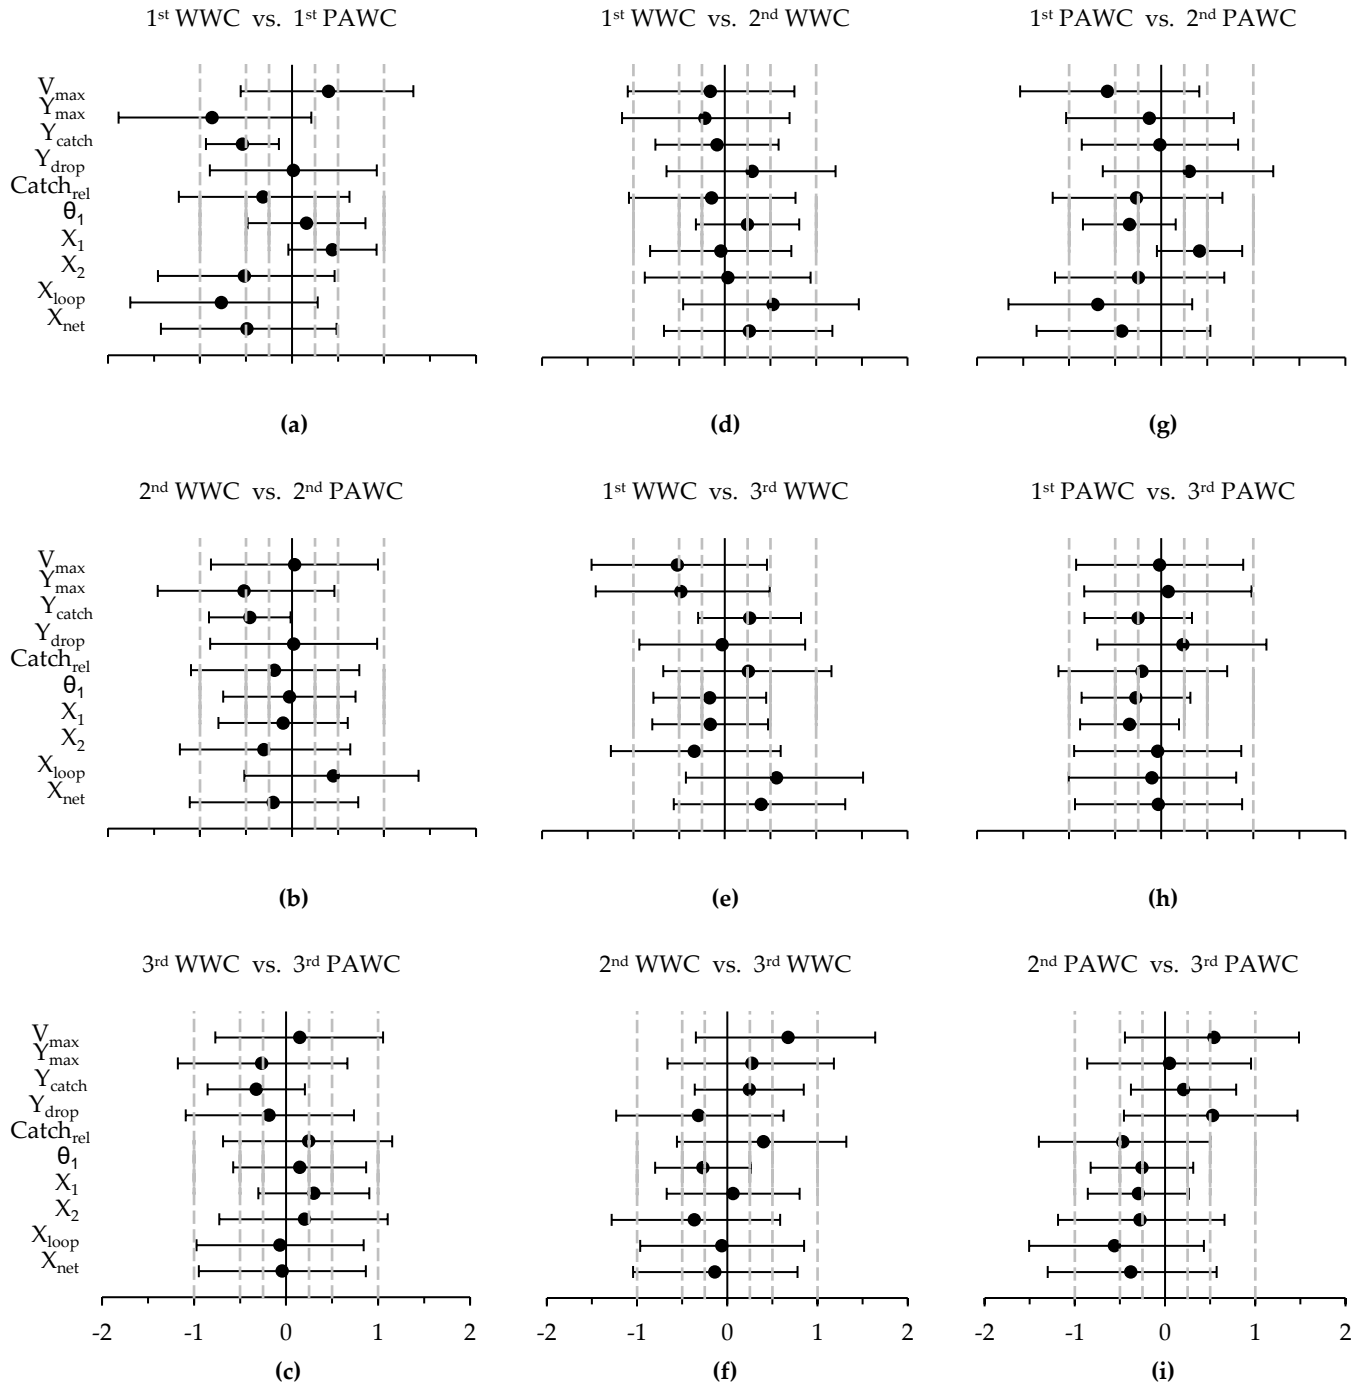 1st WWC vs. 1st PAWC
1st WWC vs. 2nd WWC
1st PAWC vs. 2nd PAWC
Vmax
Ymax
Ycatch
Ydrop
Catchrel
θ1
X1
X2
Xloop
Xnet
(a)
(d)
(g)
2nd WWC vs. 2nd PAWC
1st WWC vs. 3rd WWC
1st PAWC vs. 3rd PAWC
Vmax
Ymax
Ycatch
Ydrop
Catchrel
θ1
X1
X2
Xloop
Xnet
(b)
(e)
(h)
3rd WWC vs. 3rd PAWC
2nd WWC vs. 3rd WWC
2nd PAWC vs. 3rd PAWC
Vmax
Ymax
Ycatch
Ydrop
Catchrel
θ1
X1
X2
Xloop
Xnet
-2 -1 0 1 2
-2 -1 0 1 2
-2 -1 0 1 2
(c)
(f)
(i)